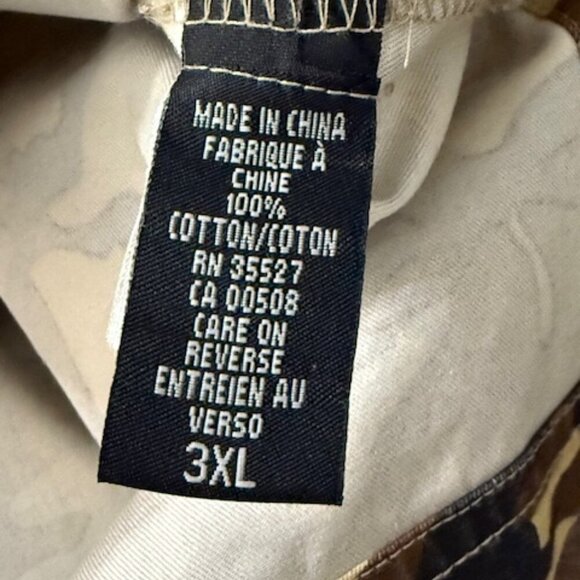 MADE IN CHINA
FABRIQUE À
CHINE
100%
COTTON/COTON
RN 35527
CA 00508
CARE ON
REVERSE
ENTREIEN AU
VERSO
3XL